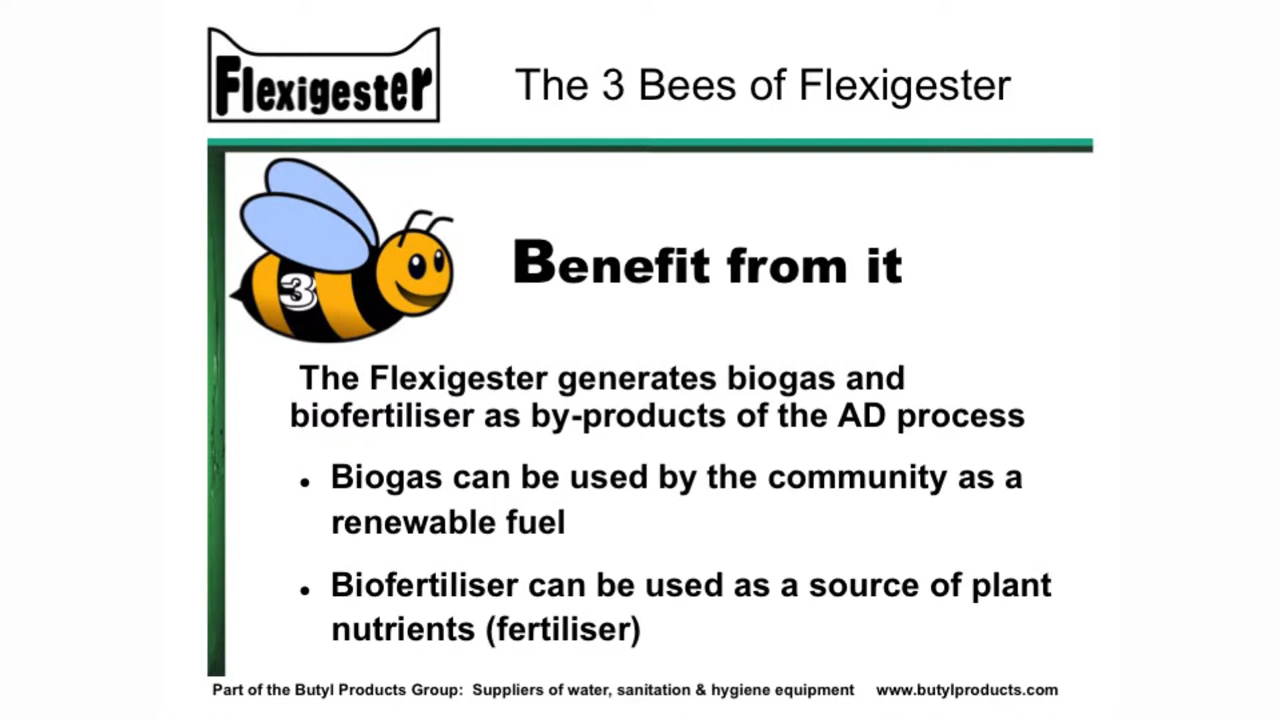 Flexigester
The 3 Bees of Flexigester
3
Benefit from it
The Flexigester generates biogas and
biofertiliser as by-products of the AD process
• Biogas can be used by the community as a
renewable fuel
• Biofertiliser can be used as a source of plant
nutrients (fertiliser)
Part of the Butyl Products Group: Suppliers of water, sanitation & hygiene equipment www.butylproducts.com